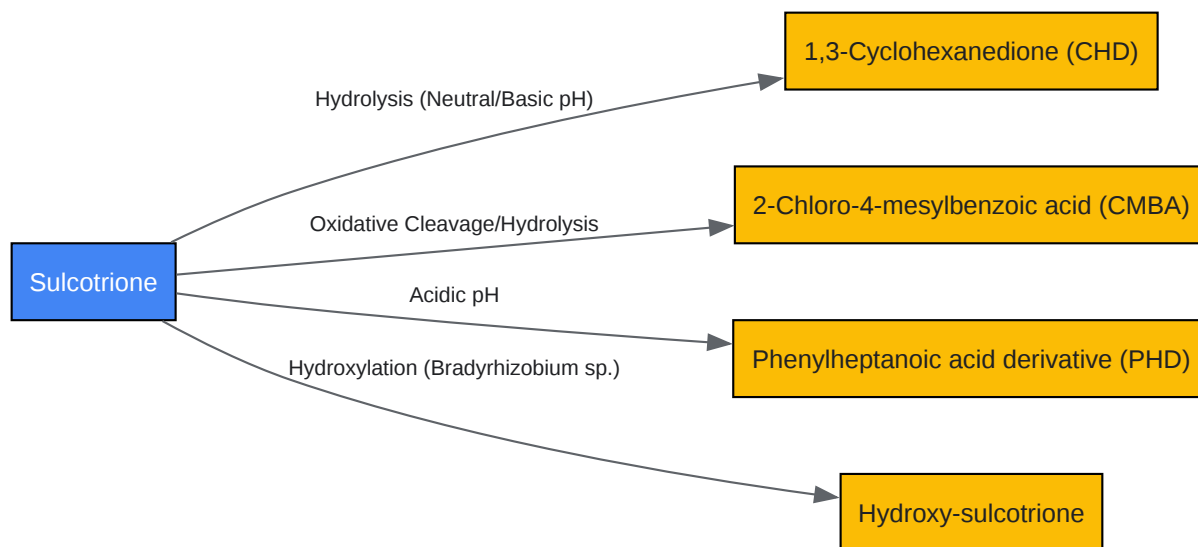 1,3-Cyclohexanedione (CHD)
Hydrolysis (Neutral/Basic pH)
2-Chloro-4-mesylbenzoic acid (CMBA)
Oxidative Cleavage/Hydrolysis
Sulcotrione
Acidic pH
Phenylheptanoic acid derivative (PHD)
Hydroxylation (Bradyrhizobium sp.)
Hydroxy-sulcotrione